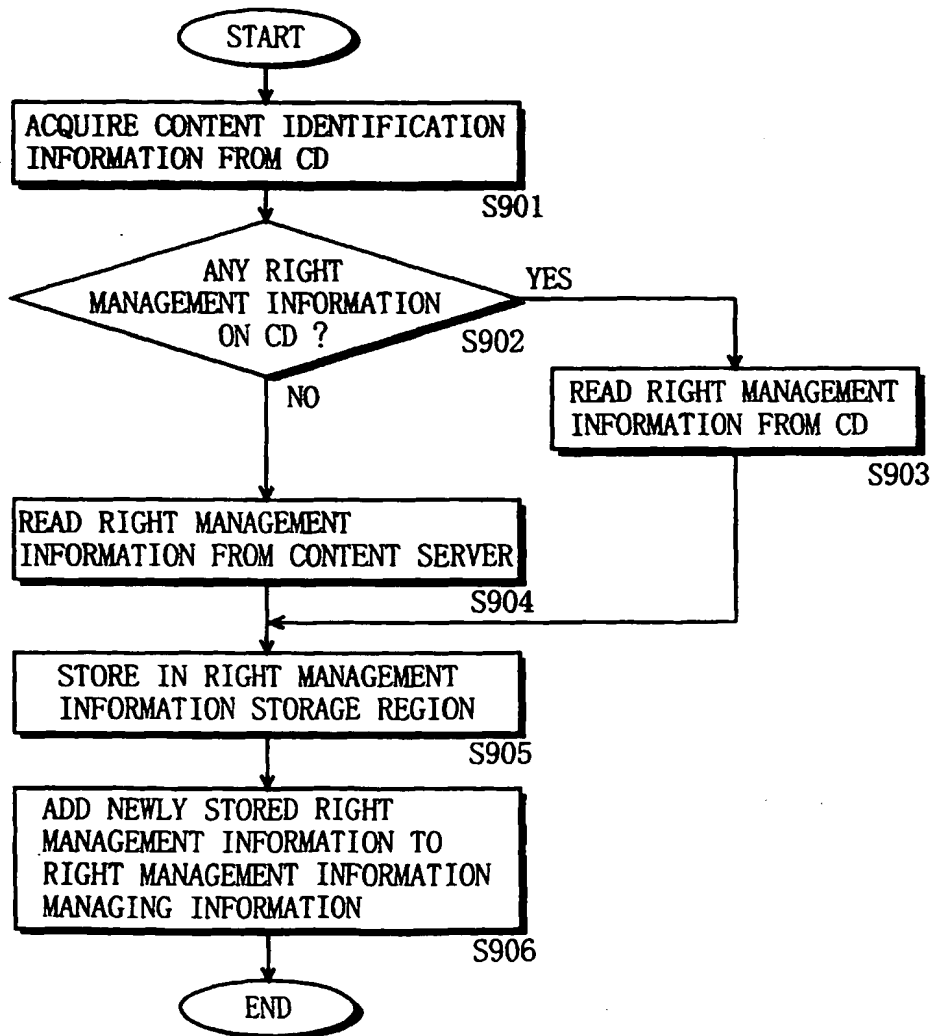 START
ACQUIRE CONTENT IDENTIFICATION
INFORMATION FROM CD
S901
ANY RIGHT
MANAGEMENT INFORMATION
ON CD ?
S902
YES
NO
READ RIGHT MANAGEMENT
INFORMATION FROM CD
S903
READ RIGHT MANAGEMENT
INFORMATION FROM CONTENT SERVER
S904
STORE IN RIGHT MANAGEMENT
INFORMATION STORAGE REGION
S905
ADD NEWLY STORED RIGHT
MANAGEMENT INFORMATION TO
RIGHT MANAGEMENT INFORMATION
MANAGING INFORMATION
S906
END